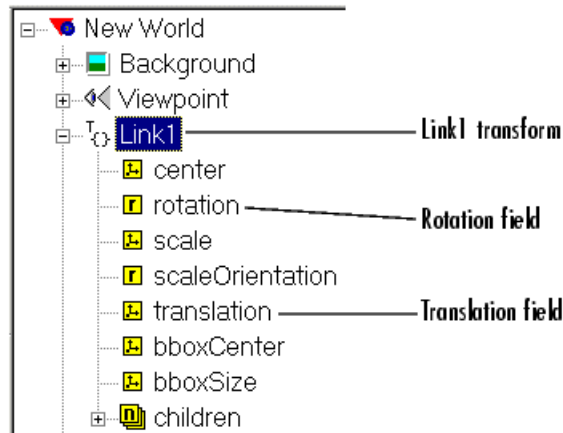 New World
Background
Viewpoint
Link1
Link1 transform
center
rotation
Rotation field
scale
scaleOrientation
translation
Translation field
bboxCenter
bboxSize
children